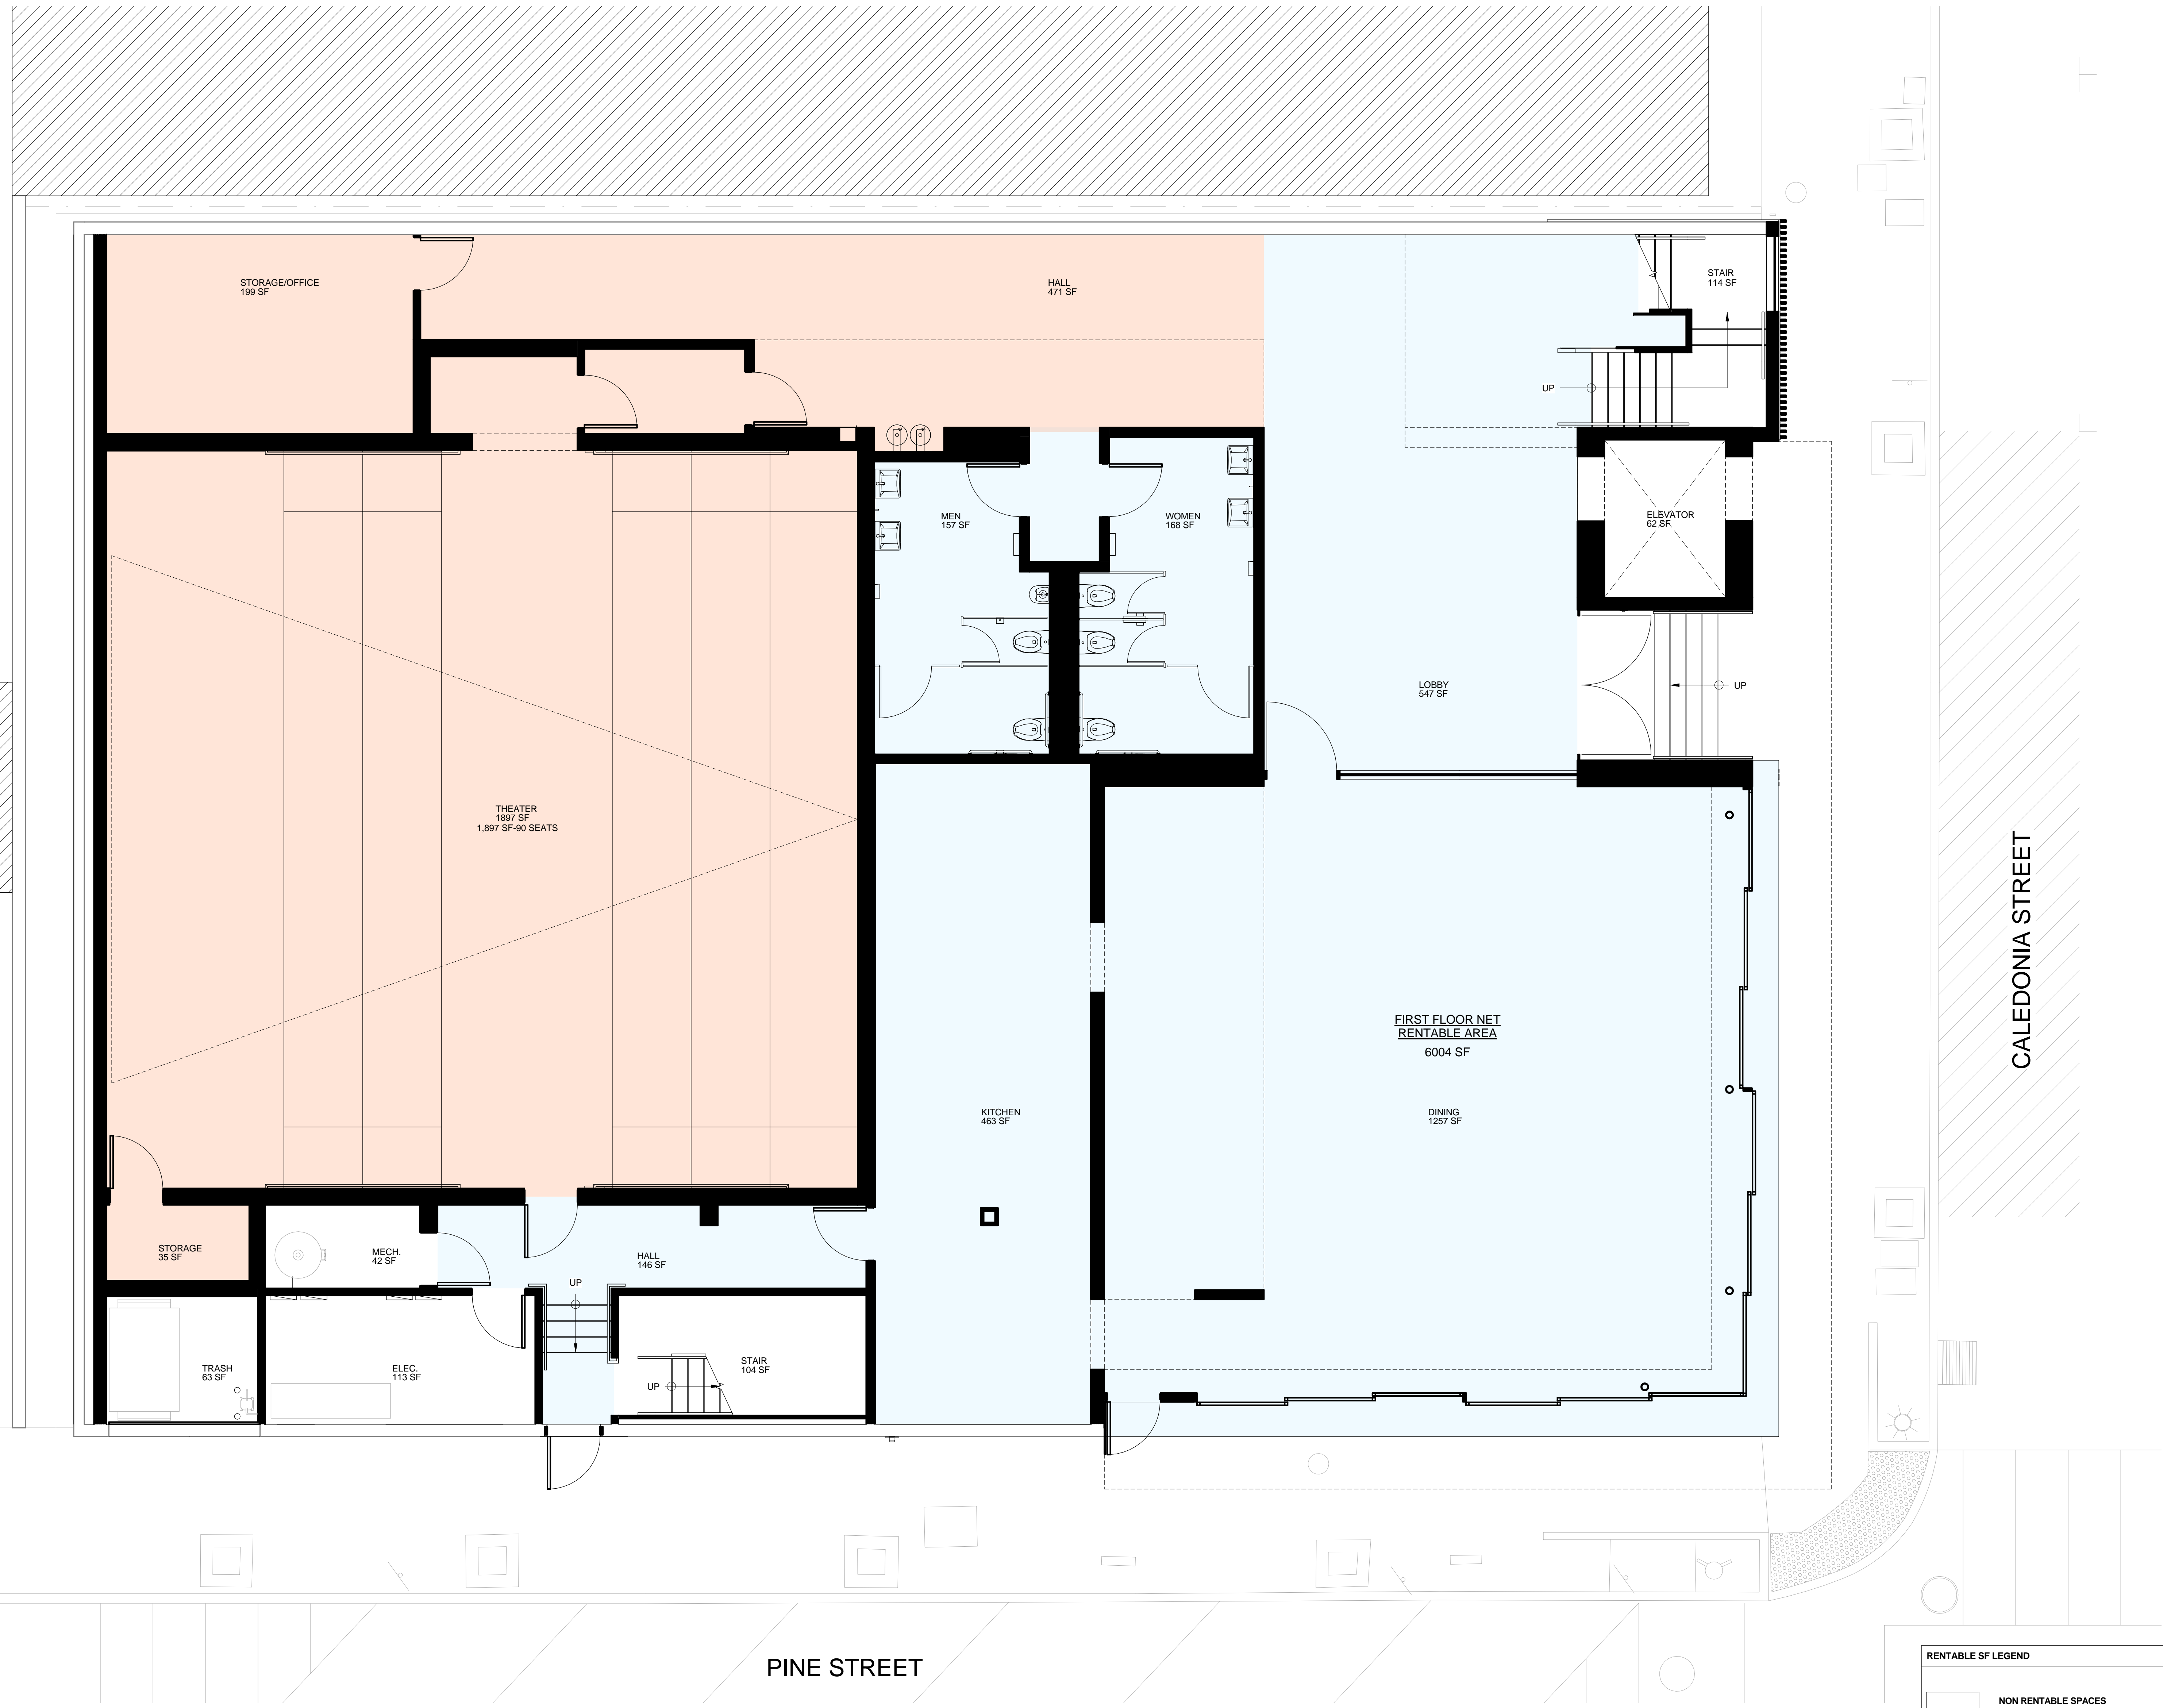 STORAGE/OFFICE
199 SF
HALL
471 SF
STAIR
114 SF
UP
MEN
157 SF
WOMEN
168 SF
ELEVATOR
62 SF
LOBBY
547 SF
UP
THEATER
1897 SF
1,897 SF-90 SEATS
FIRST FLOOR NET
RENTABLE AREA
6004 SF
KITCHEN
463 SF
DINING
1257 SF
CALEDONIA STREET
STORAGE
35 SF
MECH.
42 SF
HALL
146 SF
UP
TRASH
63 SF
ELEC.
113 SF
STAIR
104 SF
UP
PINE STREET
RENTABLE SF LEGEND
NON RENTABLE SPACES